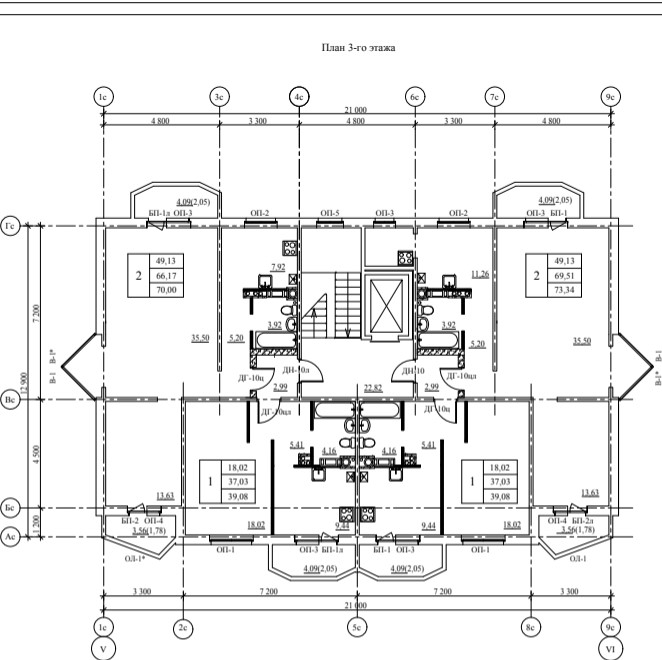 План 3-го этажа
1с 3с 4с 6с 7с 9с
21 000
4 800 3 300 4 800 3 300 4 800
4.09(2,05) 4.09(2,05)
БП-1л ОП-3 ОП-2 ОП-5 ОП-3 ОП-2 ОП-3 БП-1
Гс
2 49,13 66,17 70,00
7.92
11.26
2 49,13 69,51 73,34
7 200
3.92 3.92
35.50 5.20 5.20 35.50
В-1 В-1*
12 900
В-1 В-1*
ДН-10л ДН-10
ДГ-10ц 2.99 22.82 2.99 ДГ-10цл
Вс
ДГ-10цл ДГ-10ц
5.41 4.16 4.16 5.41
4 500
1 18,02 37,03 39,08
1 18,02 37,03 39,08
13.63 13.63
Бс
БП-2 ОП-4 18.02 9.44 9.44 18.02 ОП-4 БП-2л
3.56(1,78) 3.56(1,78)
1 200
Ас
ОЛ-1* ОП-1 ОП-3 БП-1л БП-1 ОП-3 ОП-1 ОЛ-1
4.09(2,05) 4.09(2,05)
3 300 7 200 7 200 3 300
21 000
1с 2с 5с 8с 9с
V VI